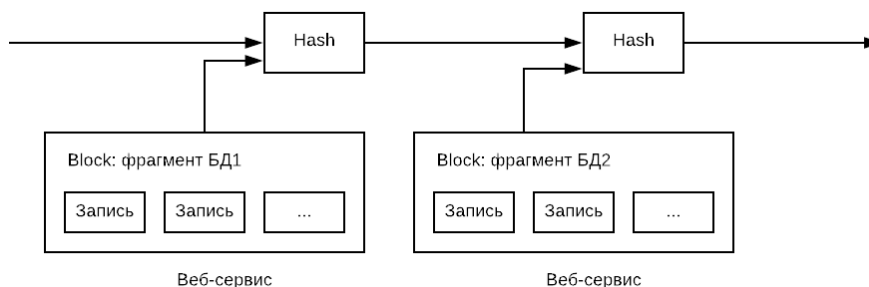 Hash Hash
Block: фрагмент БД1 Block: фрагмент БД2
Запись Запись ... Запись Запись ...
Веб-сервис Веб-сервис